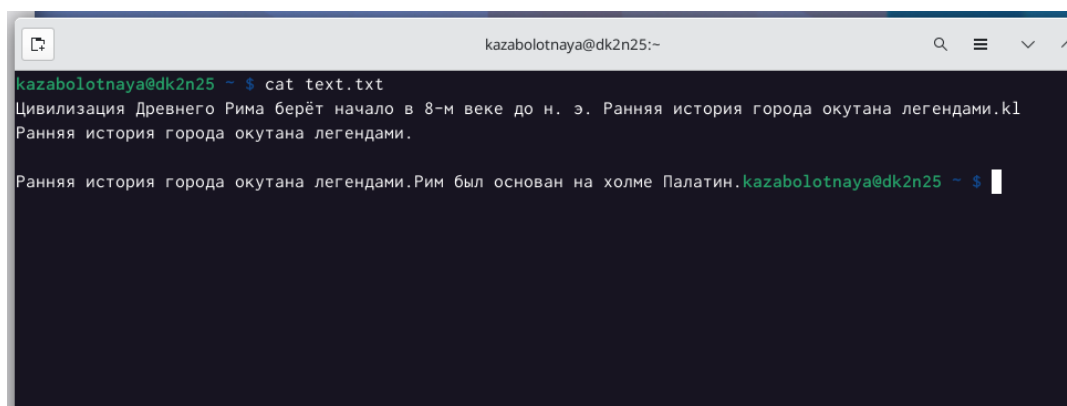 kazabolotnaya@dk2n25:~
kazabolotnaya@dk2n25 ~ $ cat text.txt
Цивилизация Древнего Рима берёт начало в 8-м веке до н. э. Ранняя история города окутана легендами.kl
Ранняя история города окутана легендами.
Ранняя история города окутана легендами.Рим был основан на холме Палатин.kazabolotnaya@dk2n25 ~ $